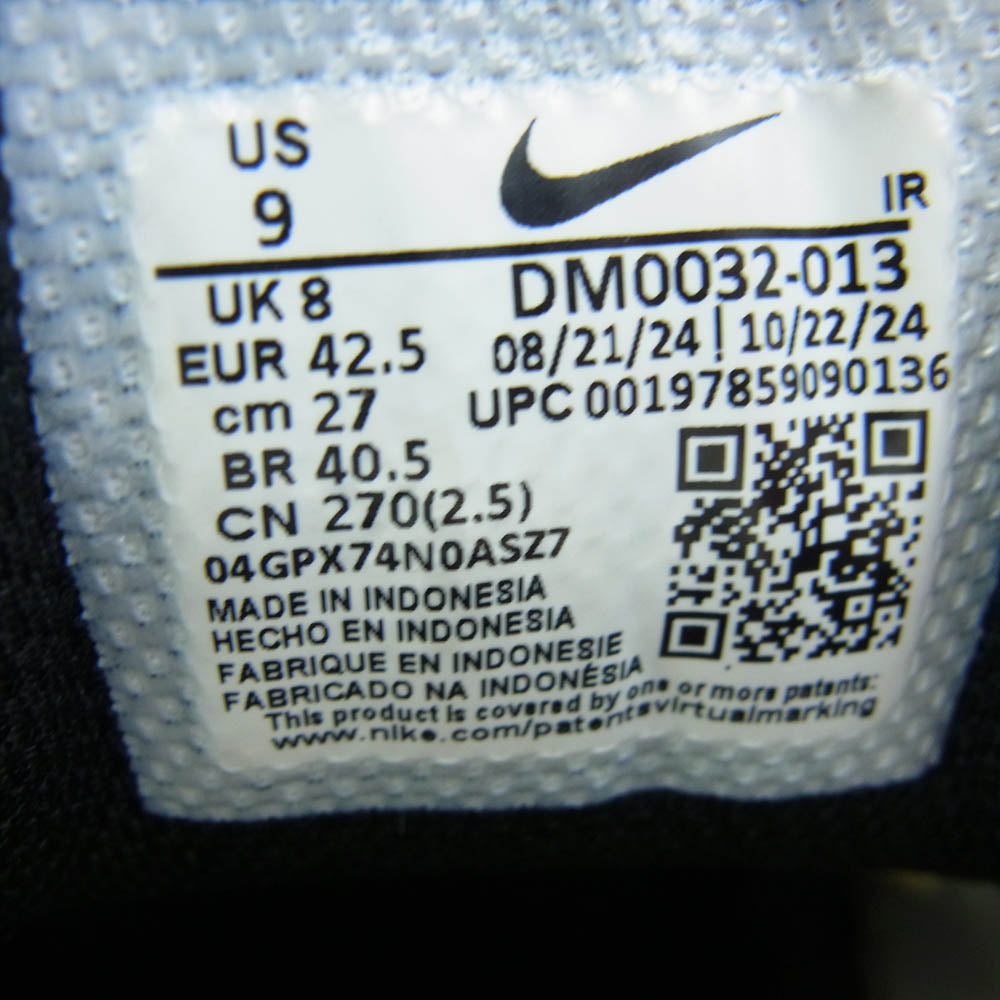 US
9
IR
UK 8
EUR 42.5
cm 27
BR 40.5
CN 270(2.5)
04GPX74N0ASZ7
DM0032-013
08/21/24 | 10/22/24
UPC 00197859090136
MADE IN INDONESIA
HECHO EN INDONESIA
FABRIQUE EN INDONESIE
FABRICADO NA INDONÉSIA
This product is covered by one or more patents:
www.nike.com/patentsvirtualmarking